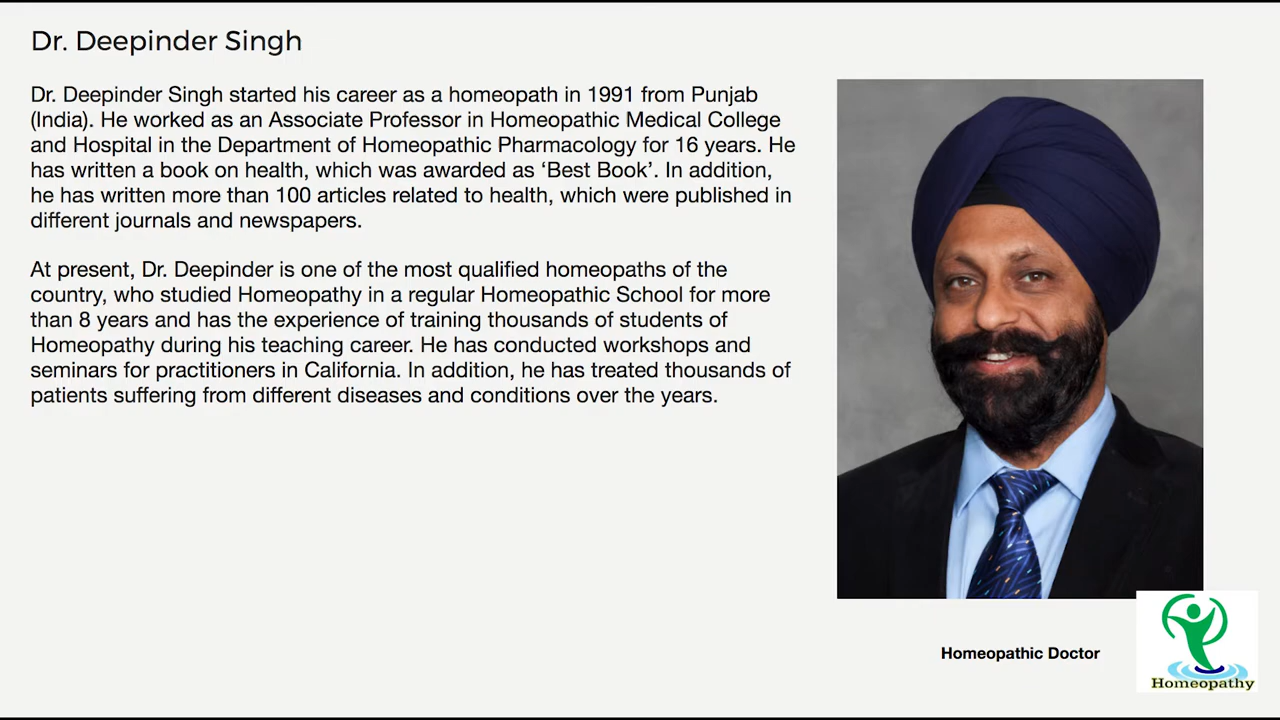 Dr. Deepinder Singh
Dr. Deepinder Singh started his career as a homeopath in 1991 from Punjab
(India). He worked as an Associate Professor in Homeopathic Medical College
and Hospital in the Department of Homeopathic Pharmacology for 16 years. He
has written a book on health, which was awarded as ‘Best Book’. In addition,
he has written more than 100 articles related to health, which were published in
different journals and newspapers.
At present, Dr. Deepinder is one of the most qualified homeopaths of the
country, who studied Homeopathy in a regular Homeopathic School for more
than 8 years and has the experience of training thousands of students of
Homeopathy during his teaching career. He has conducted workshops and
seminars for practitioners in California. In addition, he has treated thousands of
patients suffering from different diseases and conditions over the years.
Homeopathic Doctor
Homeopathy